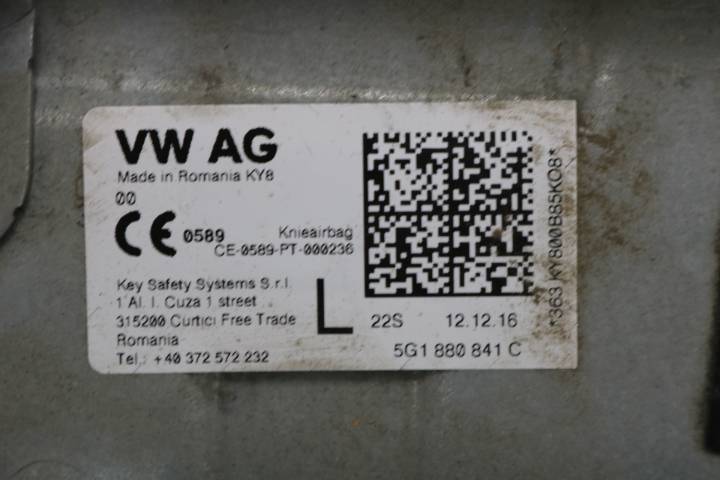 VW AG
Made in Romania KY8
00
CE 0589 Knieairbag
CE-0589-PT-000236
Key Safety Systems S.r.l.
1 Al. I. Cuza 1 street
315200 Curtici Free Trade
Romania
Tel.: +40 372 572 232
L
22S 12.12.16
5G1 880 841 C
*363 KY800B85KO8*